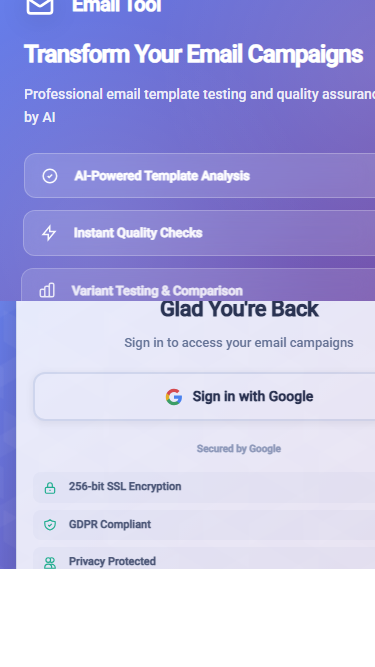 Email Tool
Transform Your Email Campaigns
Professional email template testing and quality assuranc
by AI
AI-Powered Template Analysis
Instant Quality Checks
Variant Testing & Comparison
Glad You're Back
Sign in to access your email campaigns
Sign in with Google
Secured by Google
256-bit SSL Encryption
GDPR Compliant
Privacy Protected